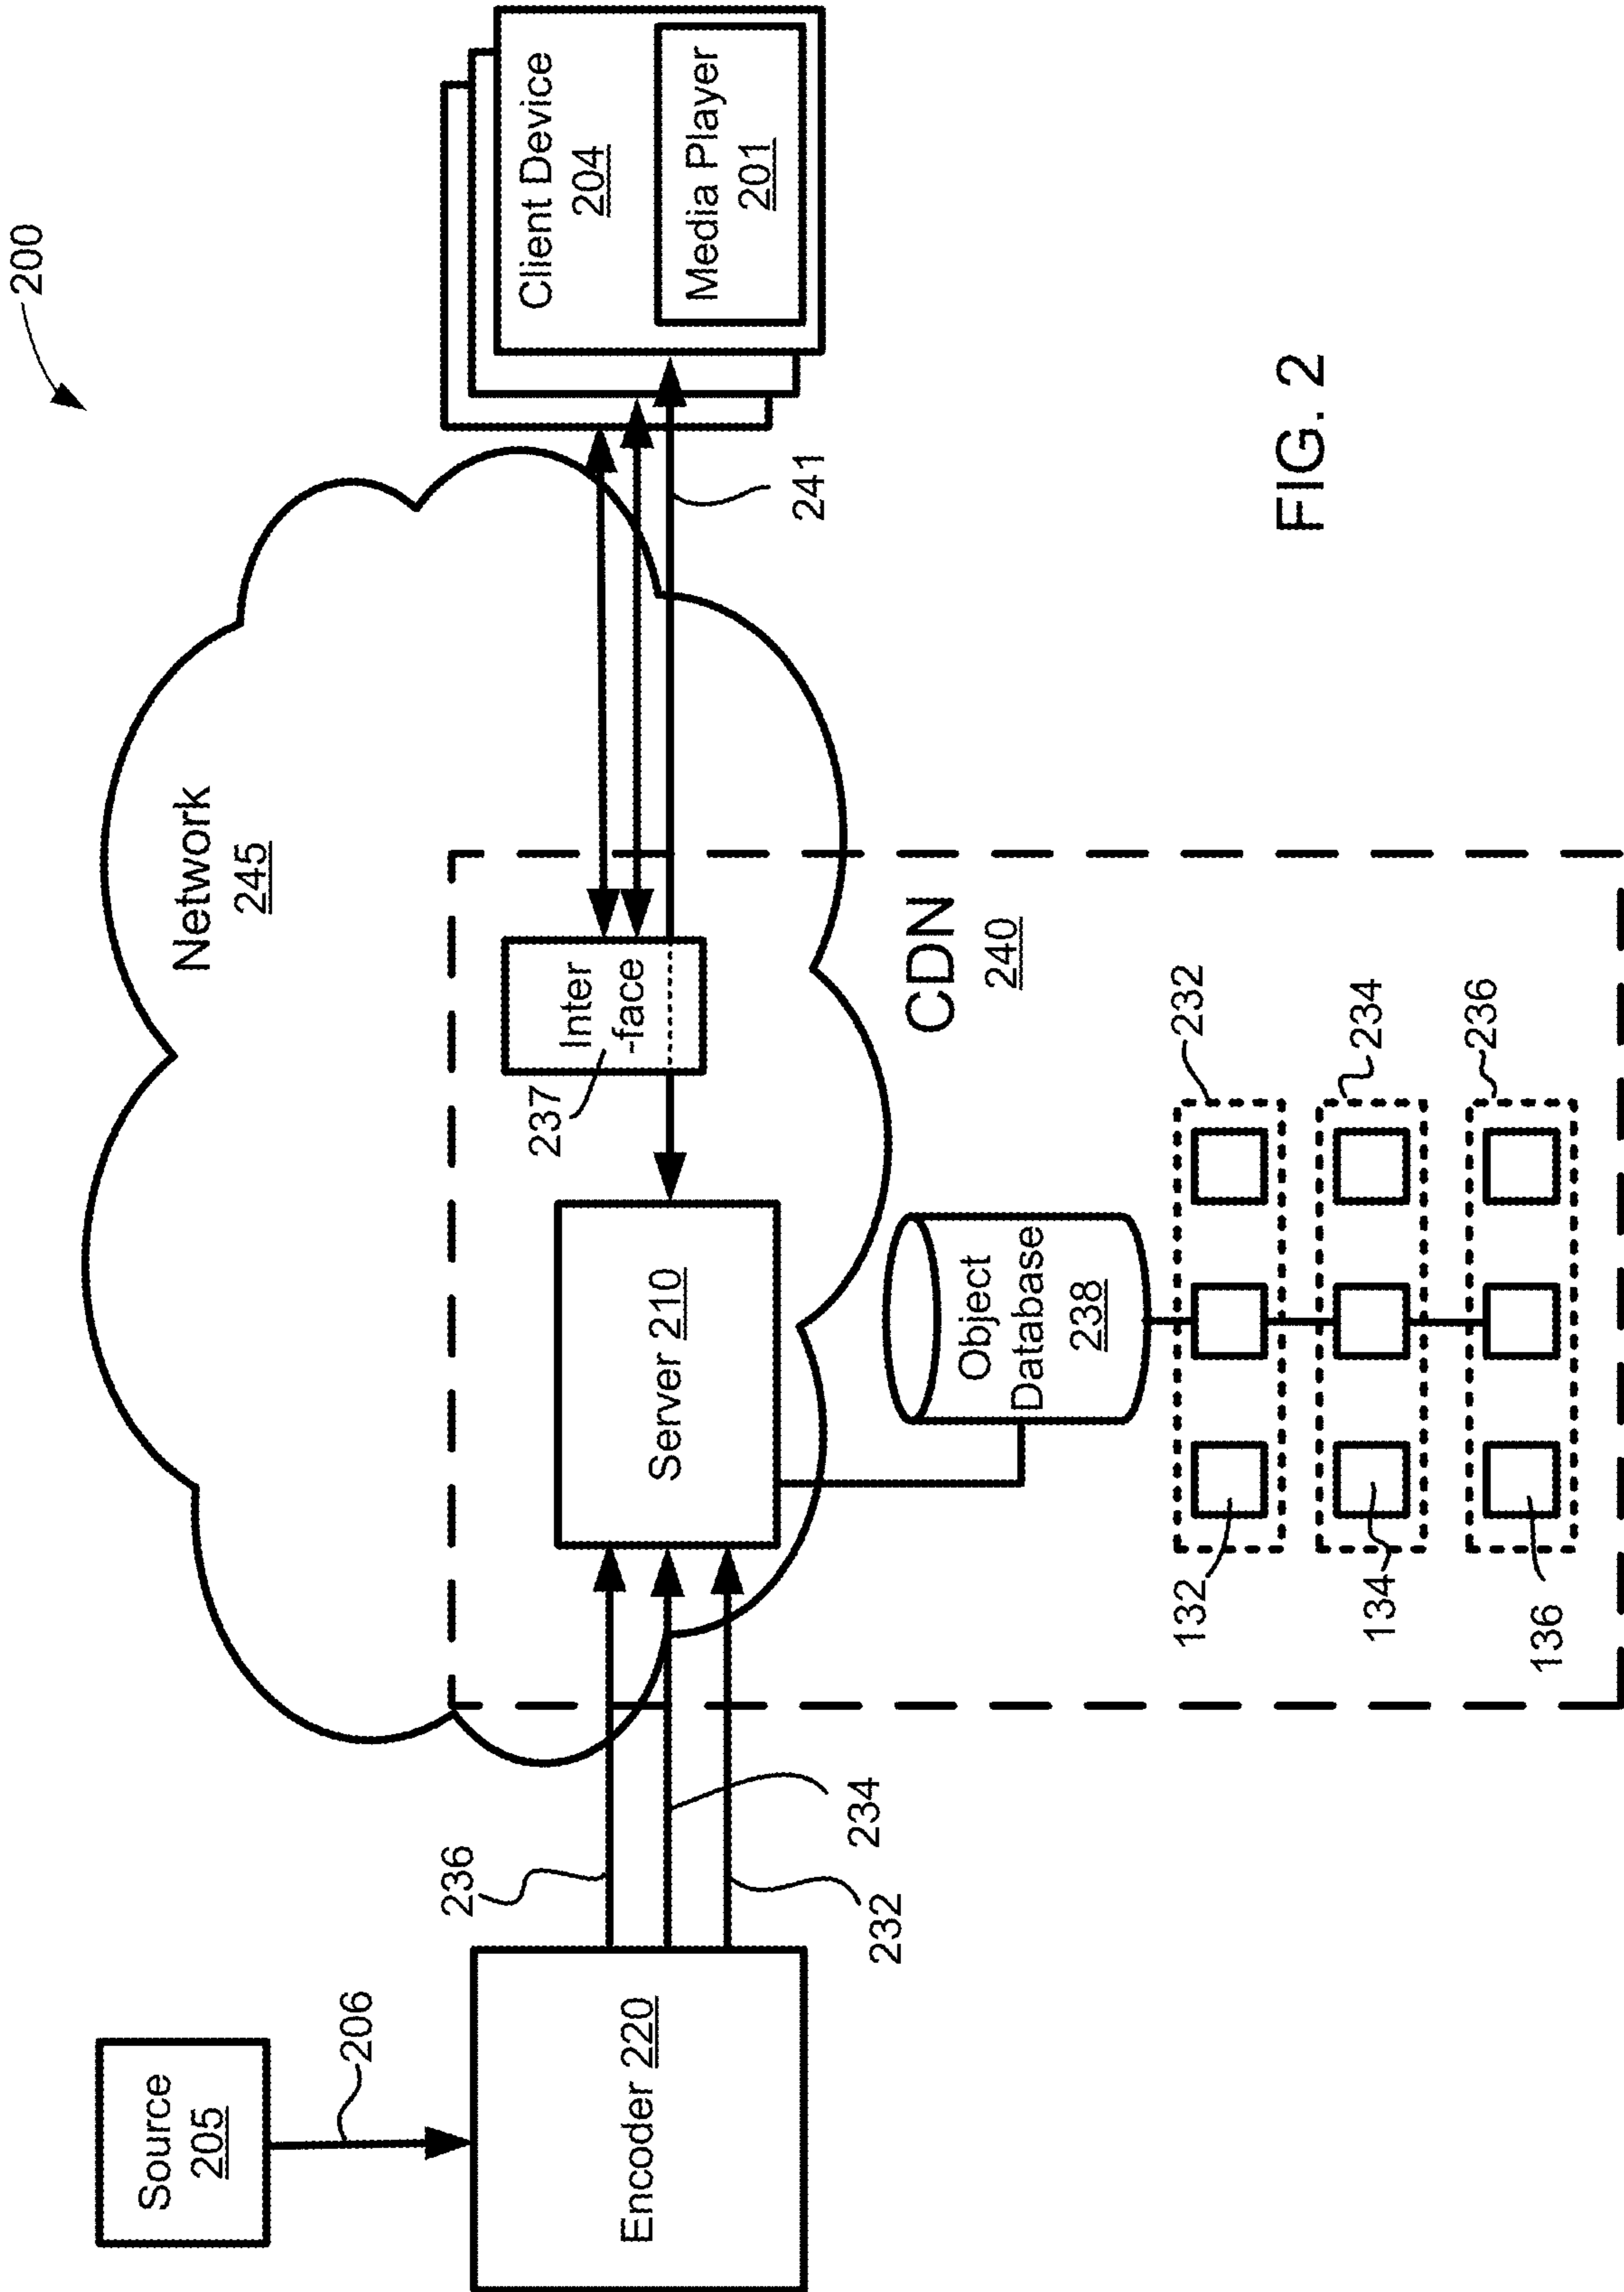 200
Source
205
206
Encoder 220
236
234
232
Network
245
Server 210
237
Inter
-face
241
Client Device
204
Media Player
201
CDN
240
Object
Database
238
232
234
236
132
134
136
FIG. 2